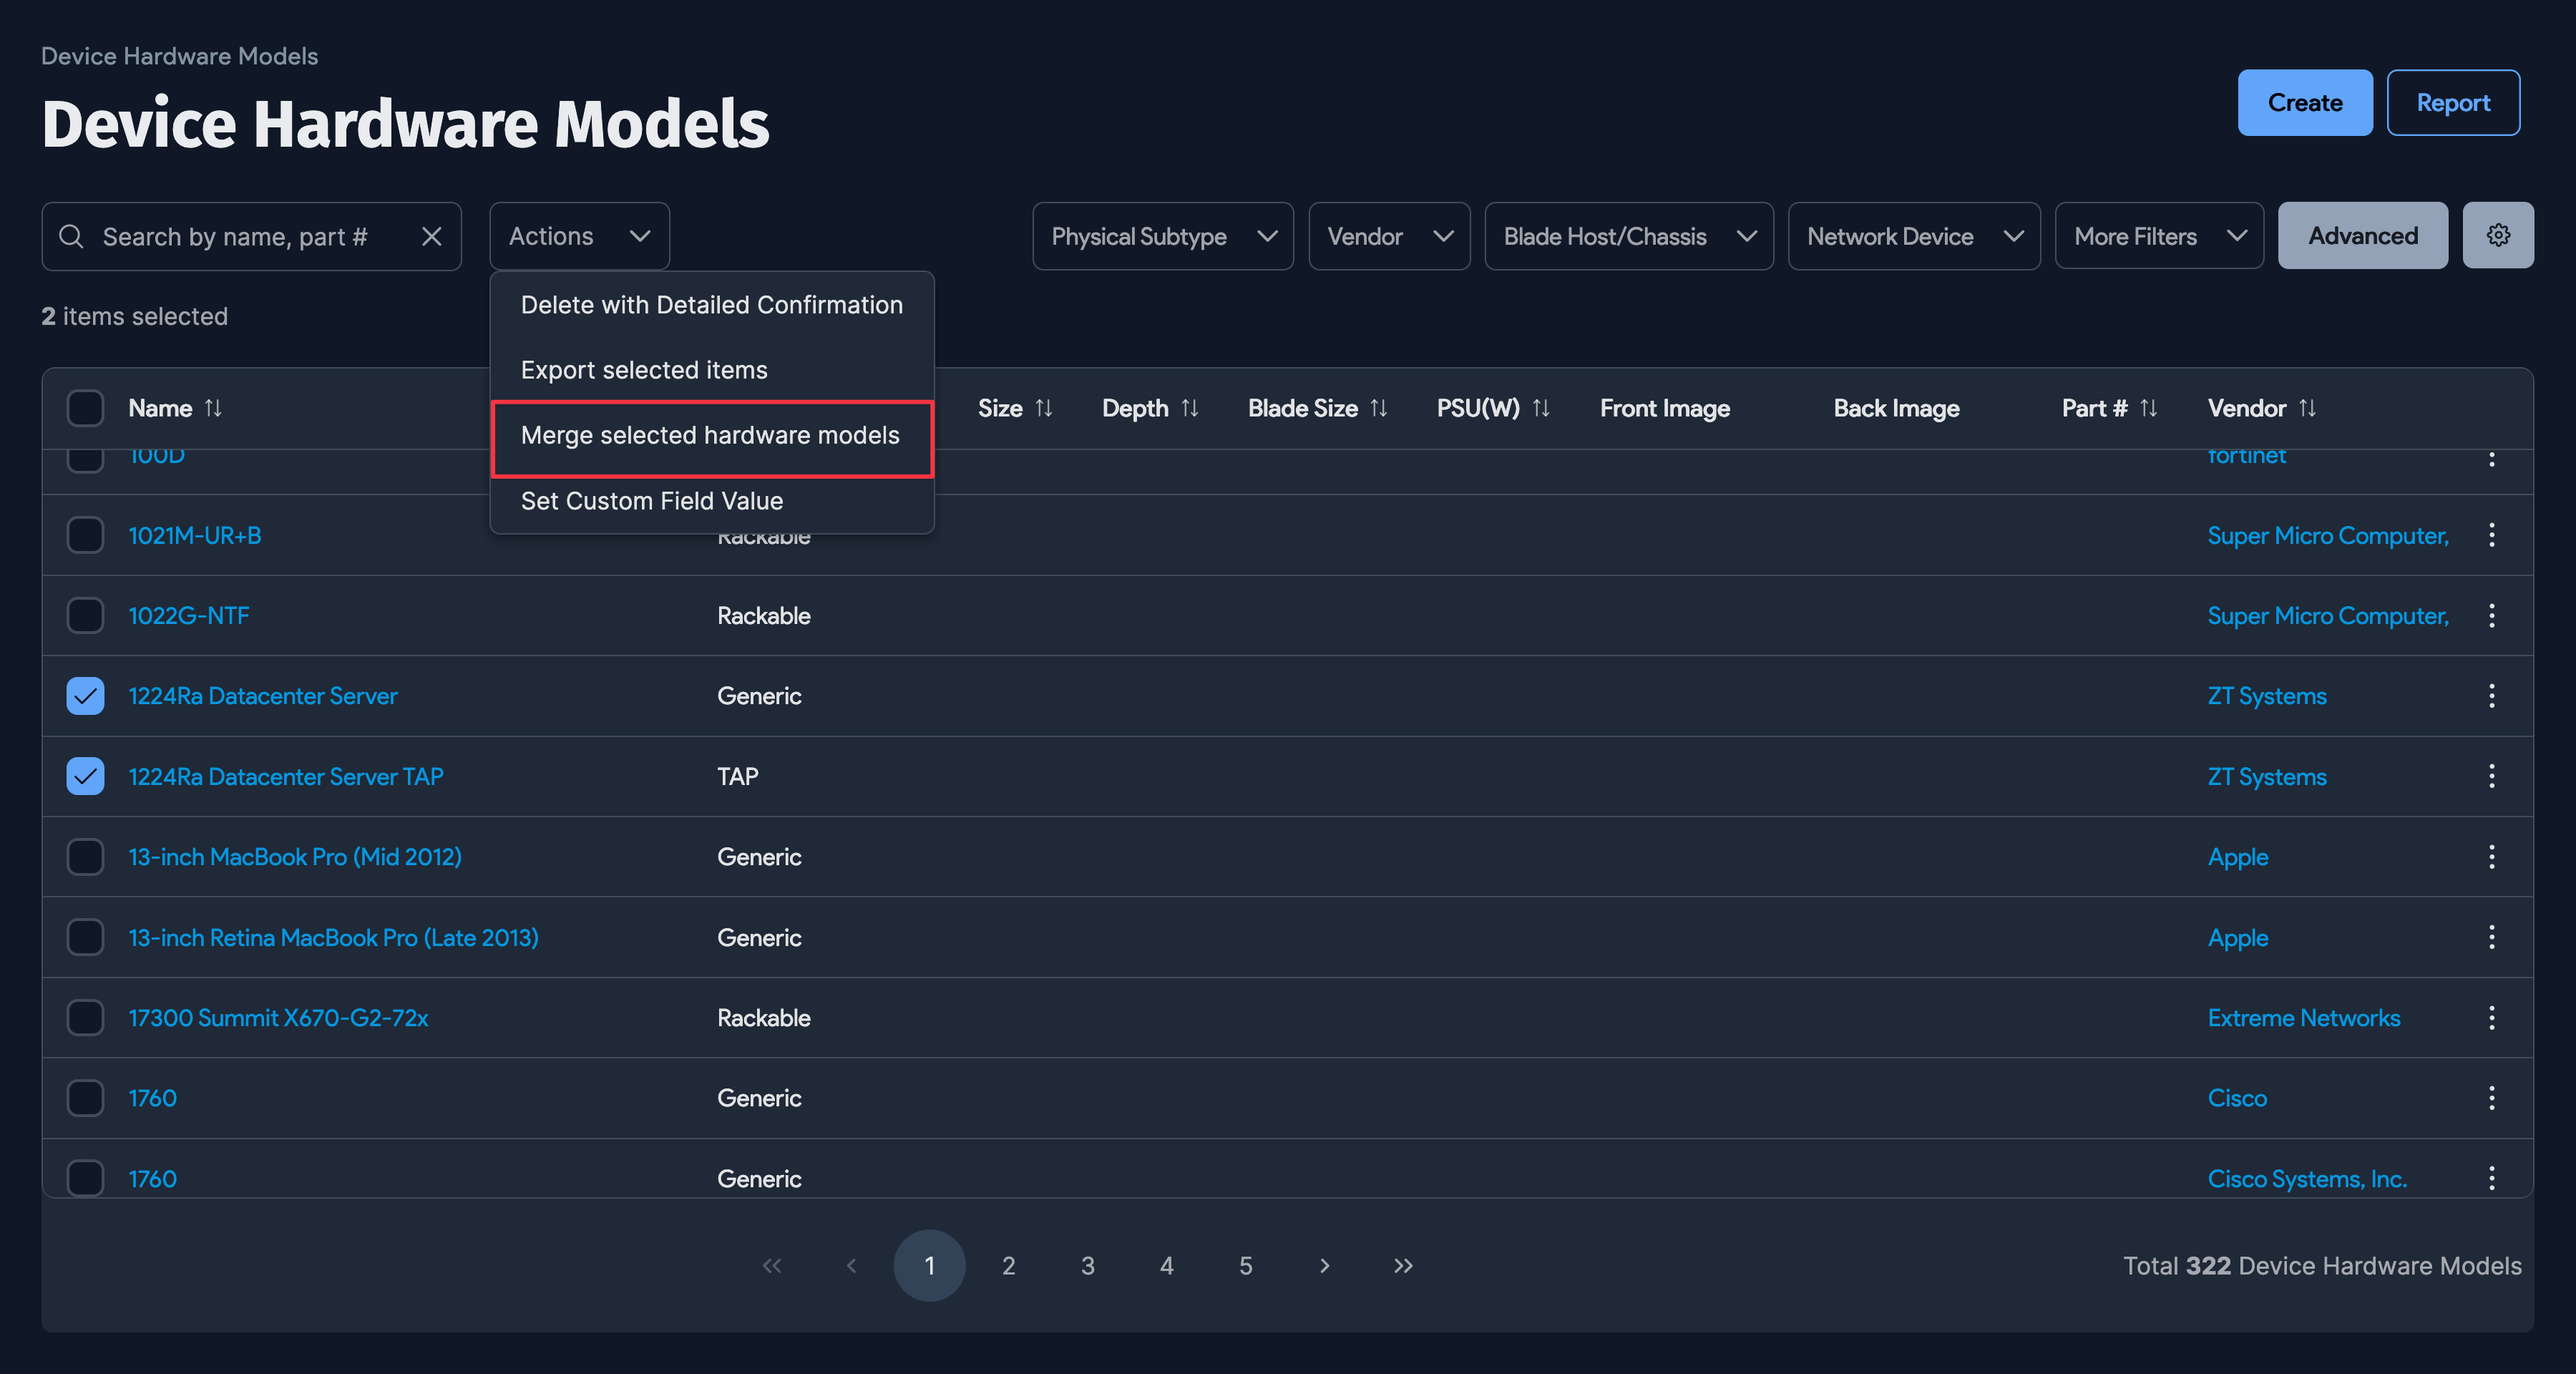 Device Hardware Models
Device Hardware Models
Create
Report
Search by name, part #
Actions
Physical Subtype
Vendor
Blade Host/Chassis
Network Device
More Filters
Advanced
2 items selected
Delete with Detailed Confirmation
Export selected items
Merge selected hardware models
Set Custom Field Value
Name
Size
Depth
Blade Size
PSU(W)
Front Image
Back Image
Part #
Vendor
100D
fortinet
1021M-UR+B
Rackable
Super Micro Computer,
1022G-NTF
Rackable
Super Micro Computer,
1224Ra Datacenter Server
Generic
ZT Systems
1224Ra Datacenter Server TAP
TAP
ZT Systems
13-inch MacBook Pro (Mid 2012)
Generic
Apple
13-inch Retina MacBook Pro (Late 2013)
Generic
Apple
17300 Summit X670-G2-72x
Rackable
Extreme Networks
1760
Generic
Cisco
1760
Generic
Cisco Systems, Inc.
1
2
3
4
5
Total 322 Device Hardware Models